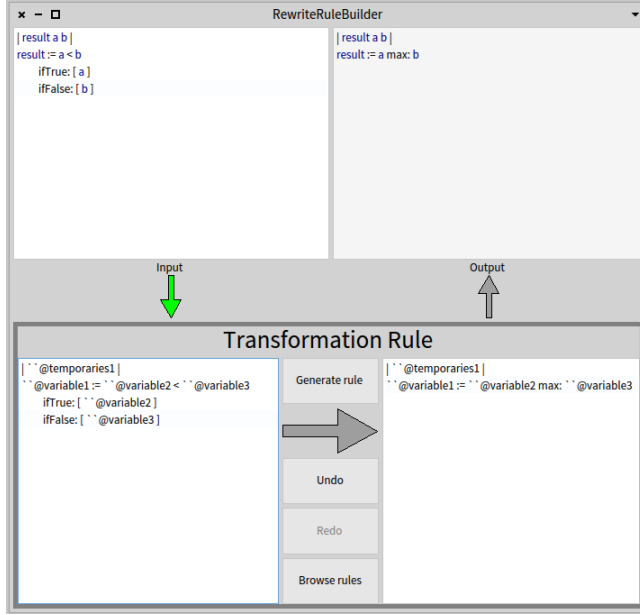 RewriteRuleBuilder
| result a b |
result := a < b
ifTrue: [ a ]
ifFalse: [ b ]
| result a b |
result := a max: b
Input
Output
Transformation Rule
| ``@temporaries1 |
``@variable1 := ``@variable2 < ``@variable3
ifTrue: [ ``@variable2 ]
ifFalse: [ ``@variable3 ]
Generate rule
Undo
Redo
Browse rules
| ``@temporaries1 |
``@variable1 := ``@variable2 max: ``@variable3